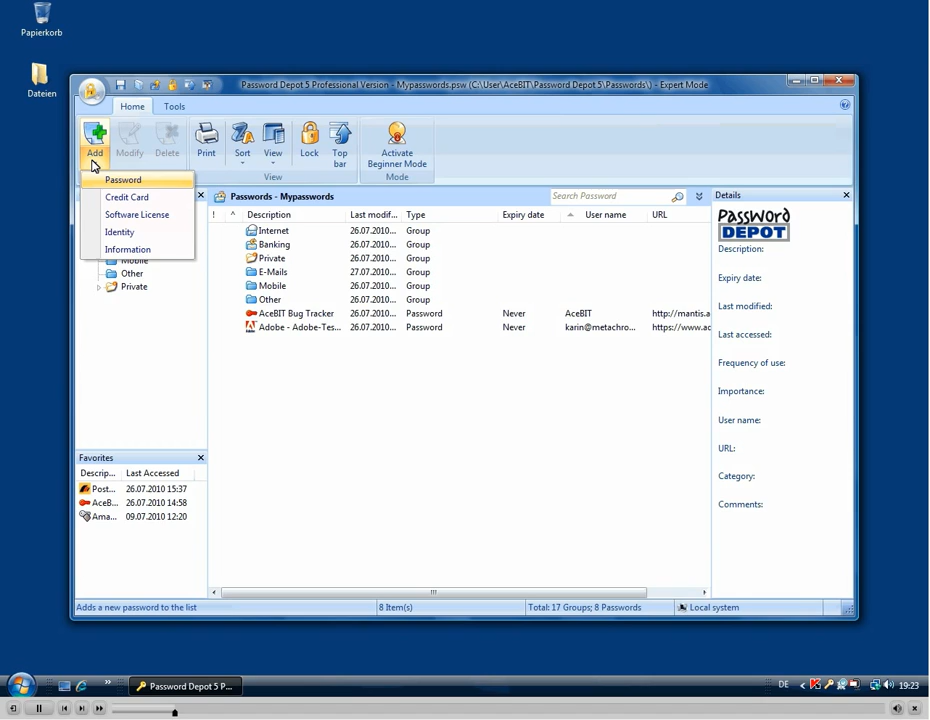 Papierkorb
Dateien
Password Depot 5 Professional Version - Mypasswords.psw (C:\User\AceBIT\Password Depot 5\Passwords\) - Expert Mode
Home
Tools
Add
Modify
Delete
Print
Sort
View
Lock
Top bar
Activate Beginner Mode
View
Mode
Password
Credit Card
Software License
Identity
Information
Mobile
Other
Private
Passwords - Mypasswords
Search Password
! ^ Description Last modif... Type Expiry date User name URL
Internet 26.07.2010... Group
Banking 26.07.2010... Group
Private 26.07.2010... Group
E-Mails 27.07.2010... Group
Mobile 26.07.2010... Group
Other 26.07.2010... Group
AceBIT Bug Tracker 26.07.2010... Password Never AceBIT http://mantis.a
Adobe - Adobe-Tes... 26.07.2010... Password Never karin@metachro... https://www.ac
Details
Password
DEPOT
Description:
Expiry date:
Last modified:
Last accessed:
Frequency of use:
Importance:
User name:
URL:
Category:
Comments:
Favorites
Descrip... Last Accessed
Post... 26.07.2010 15:37
AceB... 26.07.2010 14:58
Ama... 09.07.2010 12:20
Adds a new password to the list
8 Item(s)
Total: 17 Groups; 8 Passwords
Local system
Password Depot 5 P...
DE
19:23